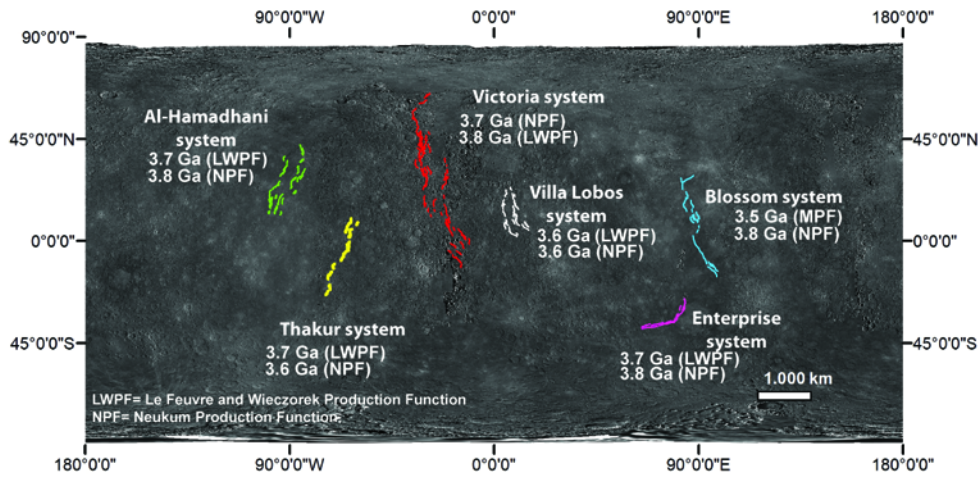 90°0'0"W 0°0'0" 90°0'0"E 180°0'0"E
90°0'0"N 90°0'0"N
Al-Hamadhani
system
3.7 Ga (LWPF)
3.8 Ga (NPF)
Victoria system
3.7 Ga (NPF)
3.8 Ga (LWPF)
45°0'0"N 45°0'0"N
Villa Lobos
system
3.6 Ga (LWPF)
3.6 Ga (NPF)
Blossom system
3.5 Ga (MPF)
3.8 Ga (NPF)
0°0'0" 0°0'0"
Thakur system
3.7 Ga (LWPF)
3.6 Ga (NPF)
Enterprise
system
3.7 Ga (LWPF)
3.8 Ga (NPF)
45°0'0"S 45°0'0"S
1.000 km
LWPF= Le Feuvre and Wieczorek Production Function
NPF= Neukum Production Function
180°0'0"W 90°0'0"W 0°0'0" 90°0'0"E 180°0'0"E